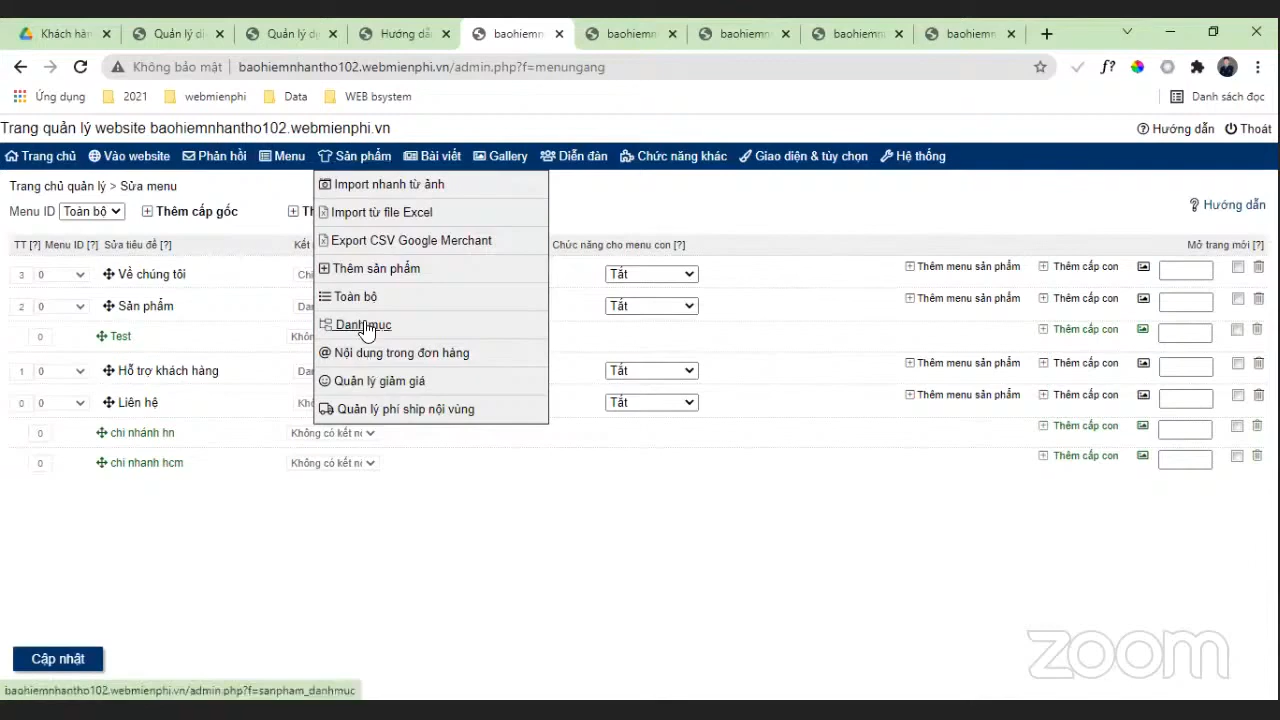 Khách hàn
Quản lý di
Quản lý dụ
Hướng dẫ
baohiemn
baohiemn
baohiemn
baohiemn
baohiemn
Không bảo mật
baohiemnhantho102.webmienphi.vn/admin.php?f=menungang
f?
Ứng dụng
2021
webmienphi
Data
WEB bsystem
Danh sách đọc
Trang quản lý website baohiemnhantho102.webmienphi.vn
Hướng dẫn
Thoát
Trang chủ
Vào website
Phản hồi
Menu
Sản phẩm
Bài viết
Gallery
Diễn đàn
Chức năng khác
Giao diện & tùy chọn
Hệ thống
Trang chủ quản lý > Sửa menu
Menu ID Toàn bộ
Thêm cấp gốc
Hướng dẫn
TT [?] Menu ID [?] Sửa tiêu đề [?]
Kết
Chức năng cho menu con [?]
Mở trang mới [?]
3 0 Về chúng tôi
Tắt
Thêm menu sản phẩm
Thêm cấp con
2 0 Sản phẩm
Tắt
Thêm menu sản phẩm
Thêm cấp con
0 Test
Thêm cấp con
1 0 Hỗ trợ khách hàng
Tắt
Thêm menu sản phẩm
Thêm cấp con
0 0 Liên hệ
Tắt
Thêm menu sản phẩm
Thêm cấp con
0 chi nhánh hn
Không có kết nố
Thêm cấp con
0 chi nhanh hcm
Không có kết nố
Thêm cấp con
Import nhanh từ ảnh
Import từ file Excel
Export CSV Google Merchant
Thêm sản phẩm
Toàn bộ
Danh mục
Nội dung trong đơn hàng
Quản lý giảm giá
Quản lý phí ship nội vùng
Cập nhật
zoom
baohiemnhantho102.webmienphi.vn/admin.php?f=sanpham_danhmuc